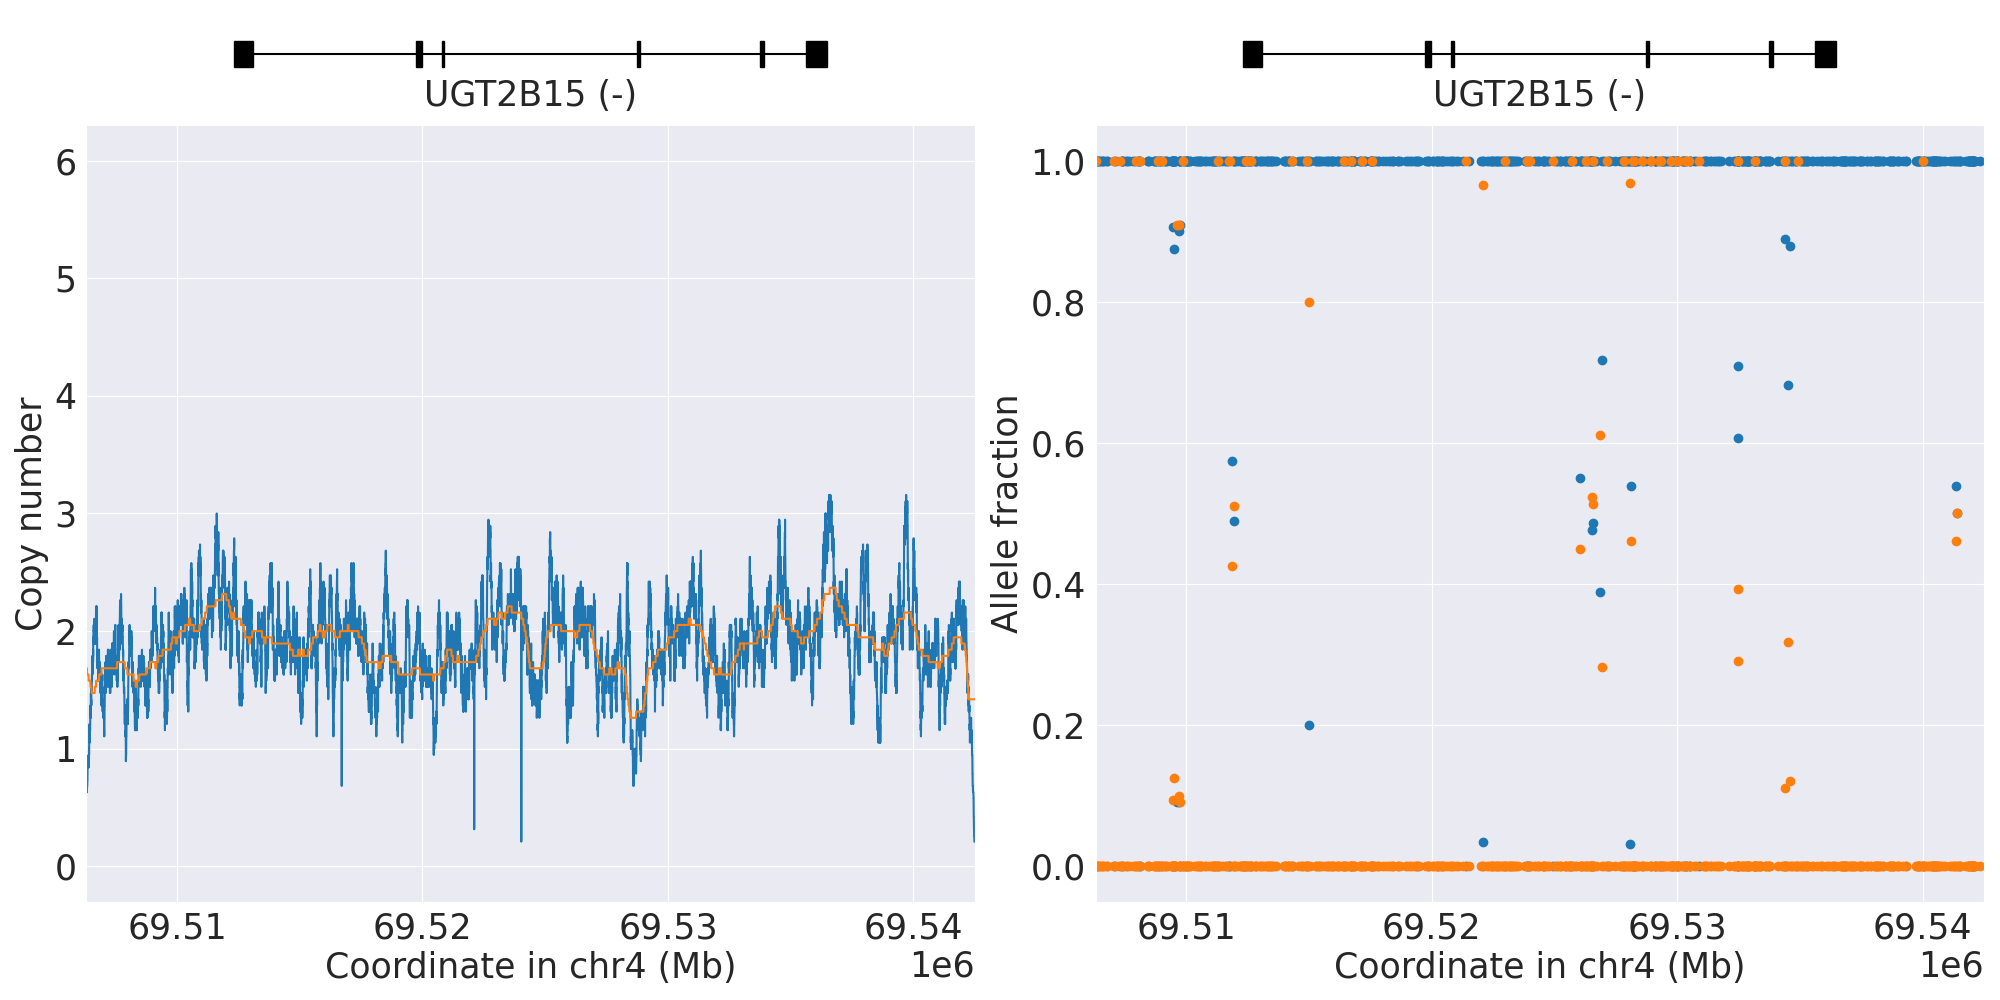 UGT2B15 (-)
6
5
4
3
2
1
0
Copy number
69.51 69.52 69.53 69.54
Coordinate in chr4 (Mb)
1e6
UGT2B15 (-)
1.0
0.8
0.6
0.4
0.2
0.0
Allele fraction
69.51 69.52 69.53 69.54
Coordinate in chr4 (Mb)
1e6